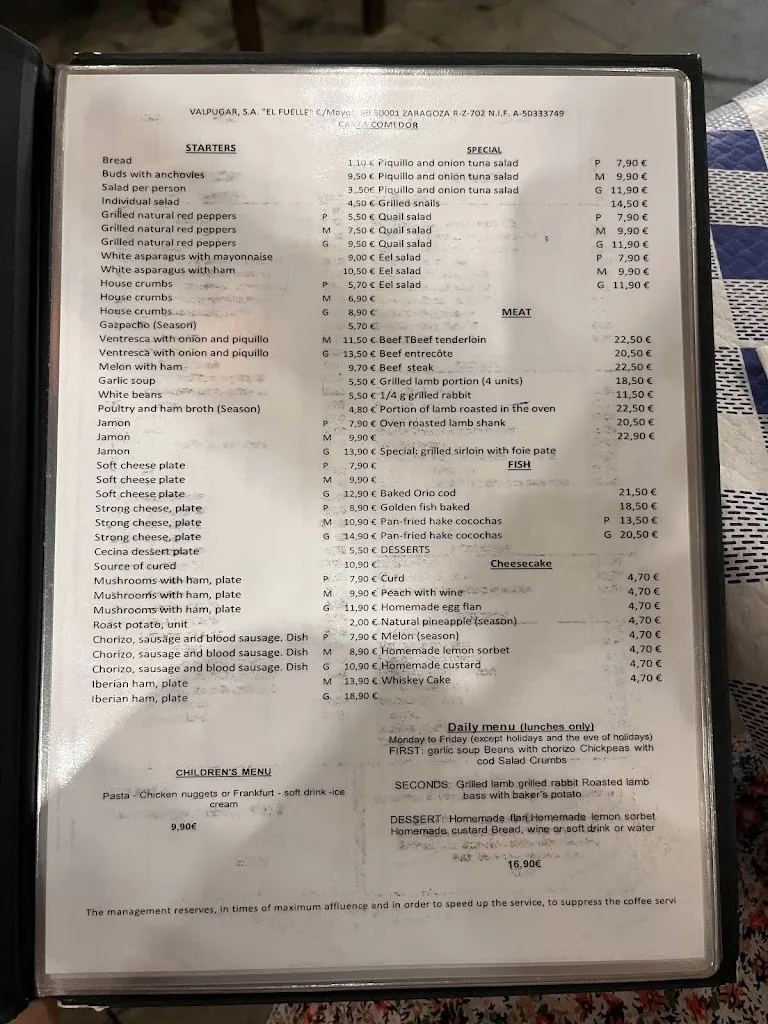 VALPUGAR, S.A. "EL FUELLE" C/Mayor, 50001 ZARAGOZA R-Z-702 N.I.F. A-50333749
CARTA COMEDOR
STARTERS
Bread 1,10 €
Buds with anchovies 9,50 €
Salad per person 3,.50€
Individual salad 4,50 €
Grilled natural red peppers P 5,50 €
Grilled natural red peppers M 7,50 €
Grilled natural red peppers G 9,50 €
White asparagus with mayonnaise 9,00 €
White asparagus with ham 10,50 €
House crumbs P 5,70 €
House crumbs M 6,90 €
House crumbs G 8,90 €
Gazpacho (Season) 5,70 €
Ventresca with onion and piquillo M 11,50 €
Ventresca with onion and piquillo G 13,50 €
Melon with ham 9,70 €
Garlic soup 5,50 €
White beans 5,50 €
Poultry and ham broth (Season) 4,80 €
Jamon P 7,90 €
Jamon M 9,90 €
Jamon G 13,90 €
Soft cheese plate P 7,90 €
Soft cheese plate M 9,90 €
Soft cheese plate G 12,90 €
Strong cheese, plate P 8,90 €
Strong cheese, plate M 10,90 €
Strong cheese, plate G 14,90 €
Cecina dessert plate 5,50 €
Source of cured 10,90 €
Mushrooms with ham, plate P 7,90 €
Mushrooms with ham, plate M 9,90 €
Mushrooms with ham, plate G 11,90 €
Roast potato, unit 2,00 €
Chorizo, sausage and blood sausage. Dish P 7,90 €
Chorizo, sausage and blood sausage. Dish M 8,90 €
Chorizo, sausage and blood sausage. Dish G 10,90 €
Iberian ham, plate M 13,90 €
Iberian ham, plate G 18,90 €
SPECIAL
Piquillo and onion tuna salad P 7,90 €
Piquillo and onion tuna salad M 9,90 €
Piquillo and onion tuna salad G 11,90 €
Grilled snails 14,50 €
Quail salad P 7,90 €
Quail salad M 9,90 €
Quail salad G 11,90 €
Eel salad P 7,90 €
Eel salad M 9,90 €
Eel salad G 11,90 €
MEAT
Beef TBeef tenderloin 22,50 €
Beef entrecôte 20,50 €
Beef steak 22,50 €
Grilled lamb portion (4 units) 18,50 €
1/4 g grilled rabbit 11,50 €
Portion of lamb roasted in the oven 22,50 €
Oven roasted lamb shank 20,50 €
22,90 €
Special: grilled sirloin with foie pate
FISH
Baked Orio cod 21,50 €
Golden fish baked 18,50 €
Pan-fried hake cocochas P 13,50 €
Pan-fried hake cocochas G 20,50 €
DESSERTS
Cheesecake
Curd 4,70 €
Peach with wine 4,70 €
Homemade egg flan 4,70 €
Natural pineapple (season) 4,70 €
Melon (season) 4,70 €
Homemade lemon sorbet 4,70 €
Homemade custard 4,70 €
Whiskey Cake 4,70 €
CHILDREN'S MENU
Pasta - Chicken nuggets or Frankfurt - soft drink -ice
cream
9,90€
Daily menu (lunches only)
Monday to Friday (except holidays and the eve of holidays)
FIRST: garlic soup Beans with chorizo Chickpeas with
cod Salad Crumbs
SECONDS: Grilled lamb grilled rabbit Roasted lamb
bass with baker's potato
DESSERT: Homemade flan Homemade lemon sorbet
Homemade custard Bread, wine or soft drink or water
16,90€
The management reserves, in times of maximum affluence and in order to speed up the service, to suppress the coffee servi